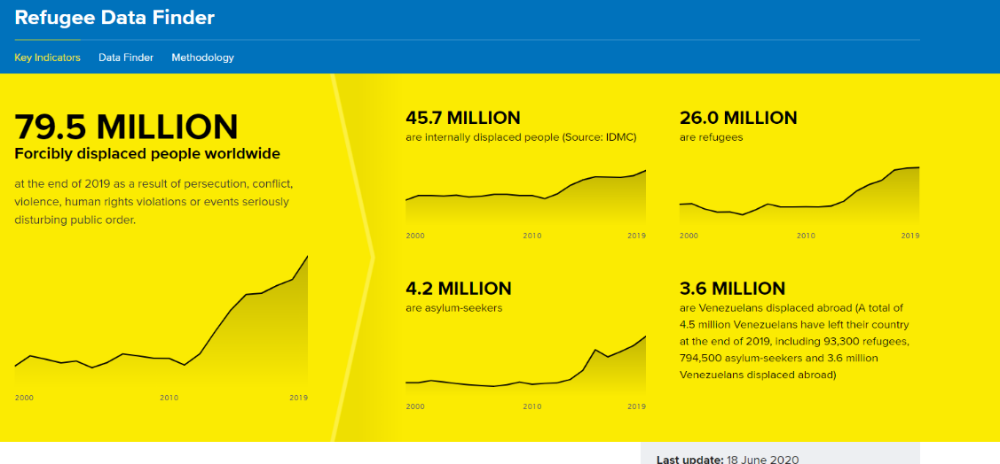 Refugee Data Finder
Key Indicators
Data Finder
Methodology
79.5 MILLION
Forcibly displaced people worldwide
at the end of 2019 as a result of persecution, conflict,
violence, human rights violations or events seriously
disturbing public order.
2000
2010
2019
45.7 MILLION
are internally displaced people (Source: IDMC)
2000
2010
2019
26.0 MILLION
are refugees
2000
2010
2019
4.2 MILLION
are asylum-seekers
2000
2010
2019
3.6 MILLION
are Venezuelans displaced abroad (A total of
4.5 million Venezuelans have left their country
at the end of 2019, including 93,300 refugees,
794,500 asylum-seekers and 3.6 million
Venezuelans displaced abroad)
Last update: 18 June 2020